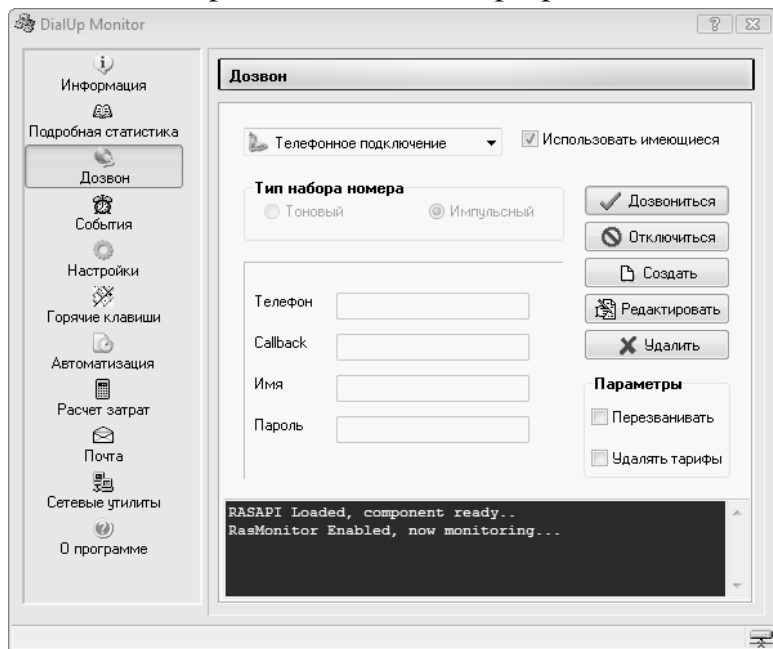 DialUp Monitor
Информация
Подробная статистика
Дозвон
События
Настройки
Горячие клавиши
Автоматизация
Расчет затрат
Почта
Сетевые утилиты
О программе
Дозвон
Телефонное подключение
Использовать имеющиеся
Тип набора номера
Тоновый
Импульсный
Дозвониться
Отключиться
Создать
Редактировать
Удалить
Телефон
Callback
Имя
Пароль
Параметры
Перезванивать
Удалять тарифы
RASAPI Loaded, component ready..
RasMonitor Enabled, now monitoring...